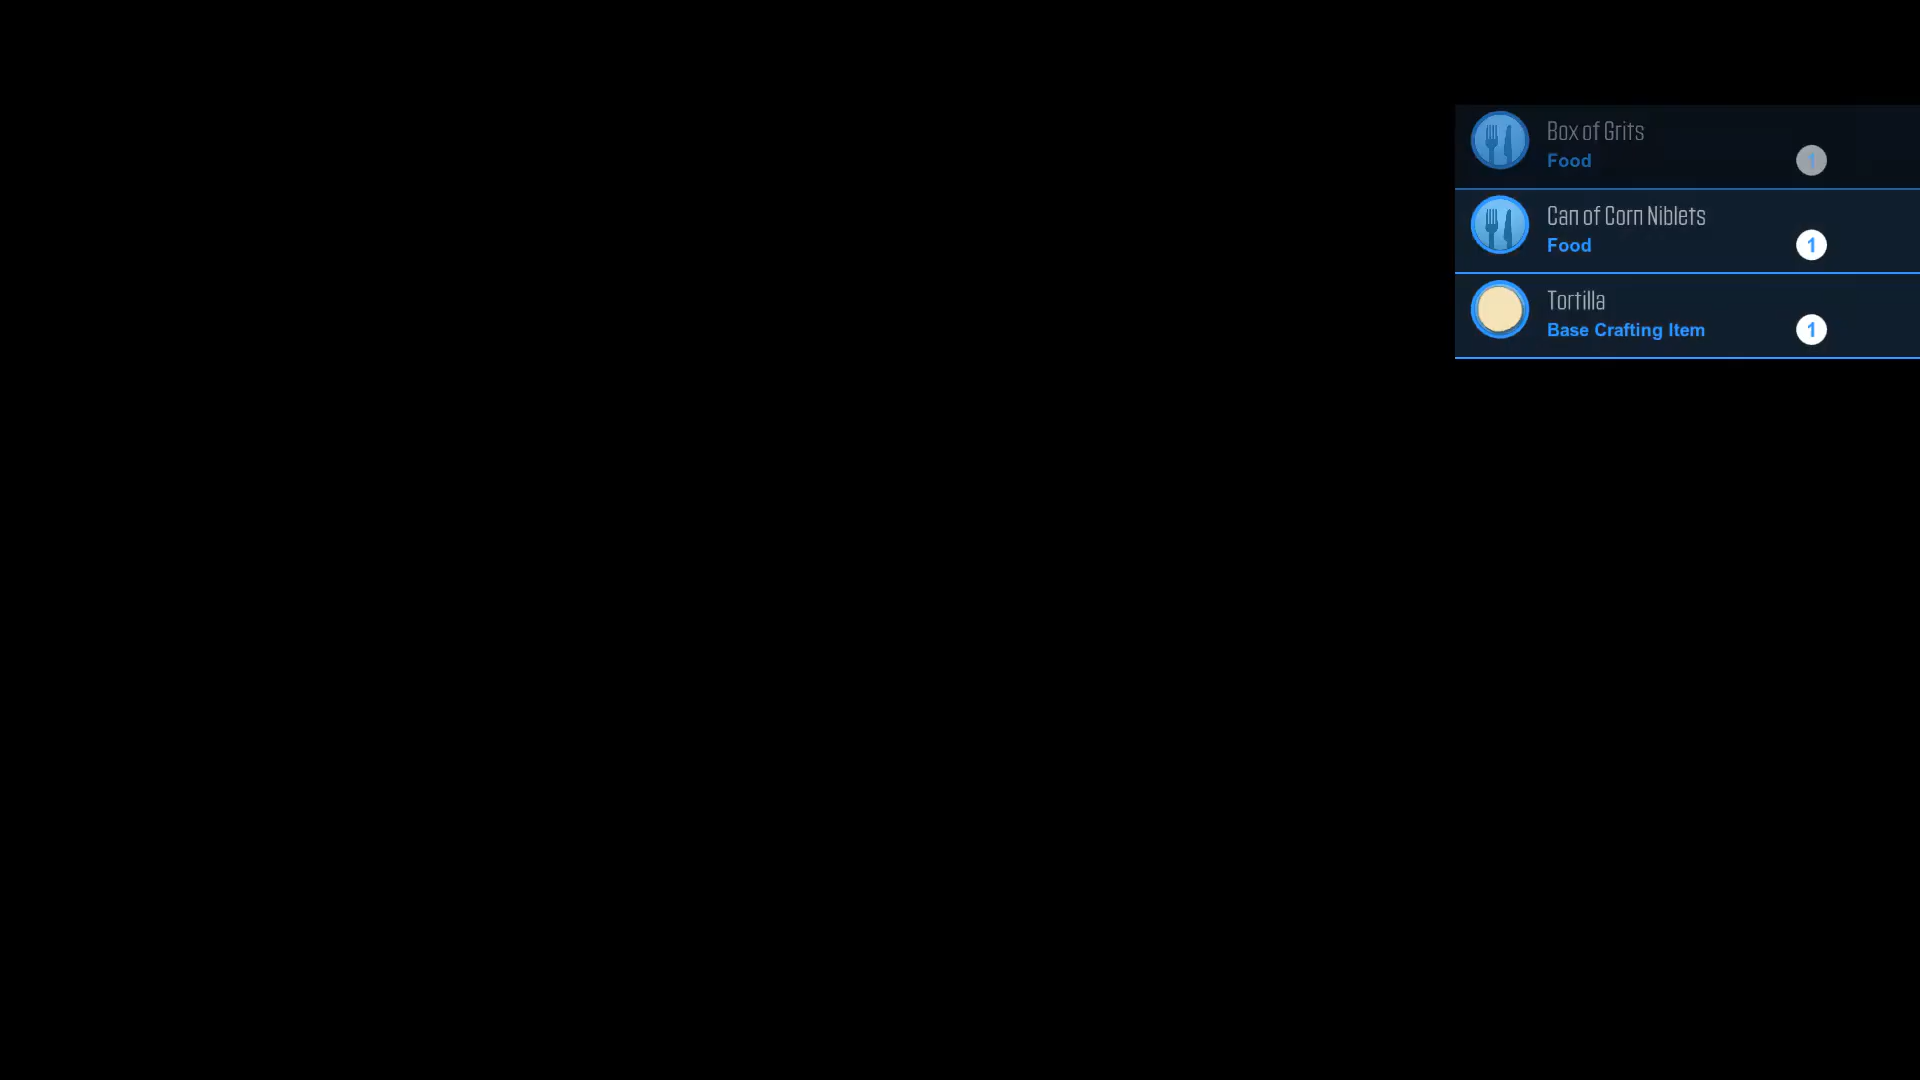 Box of Grits
Food
1
Can of Corn Niblets
Food
1
Tortilla
Base Crafting Item
1